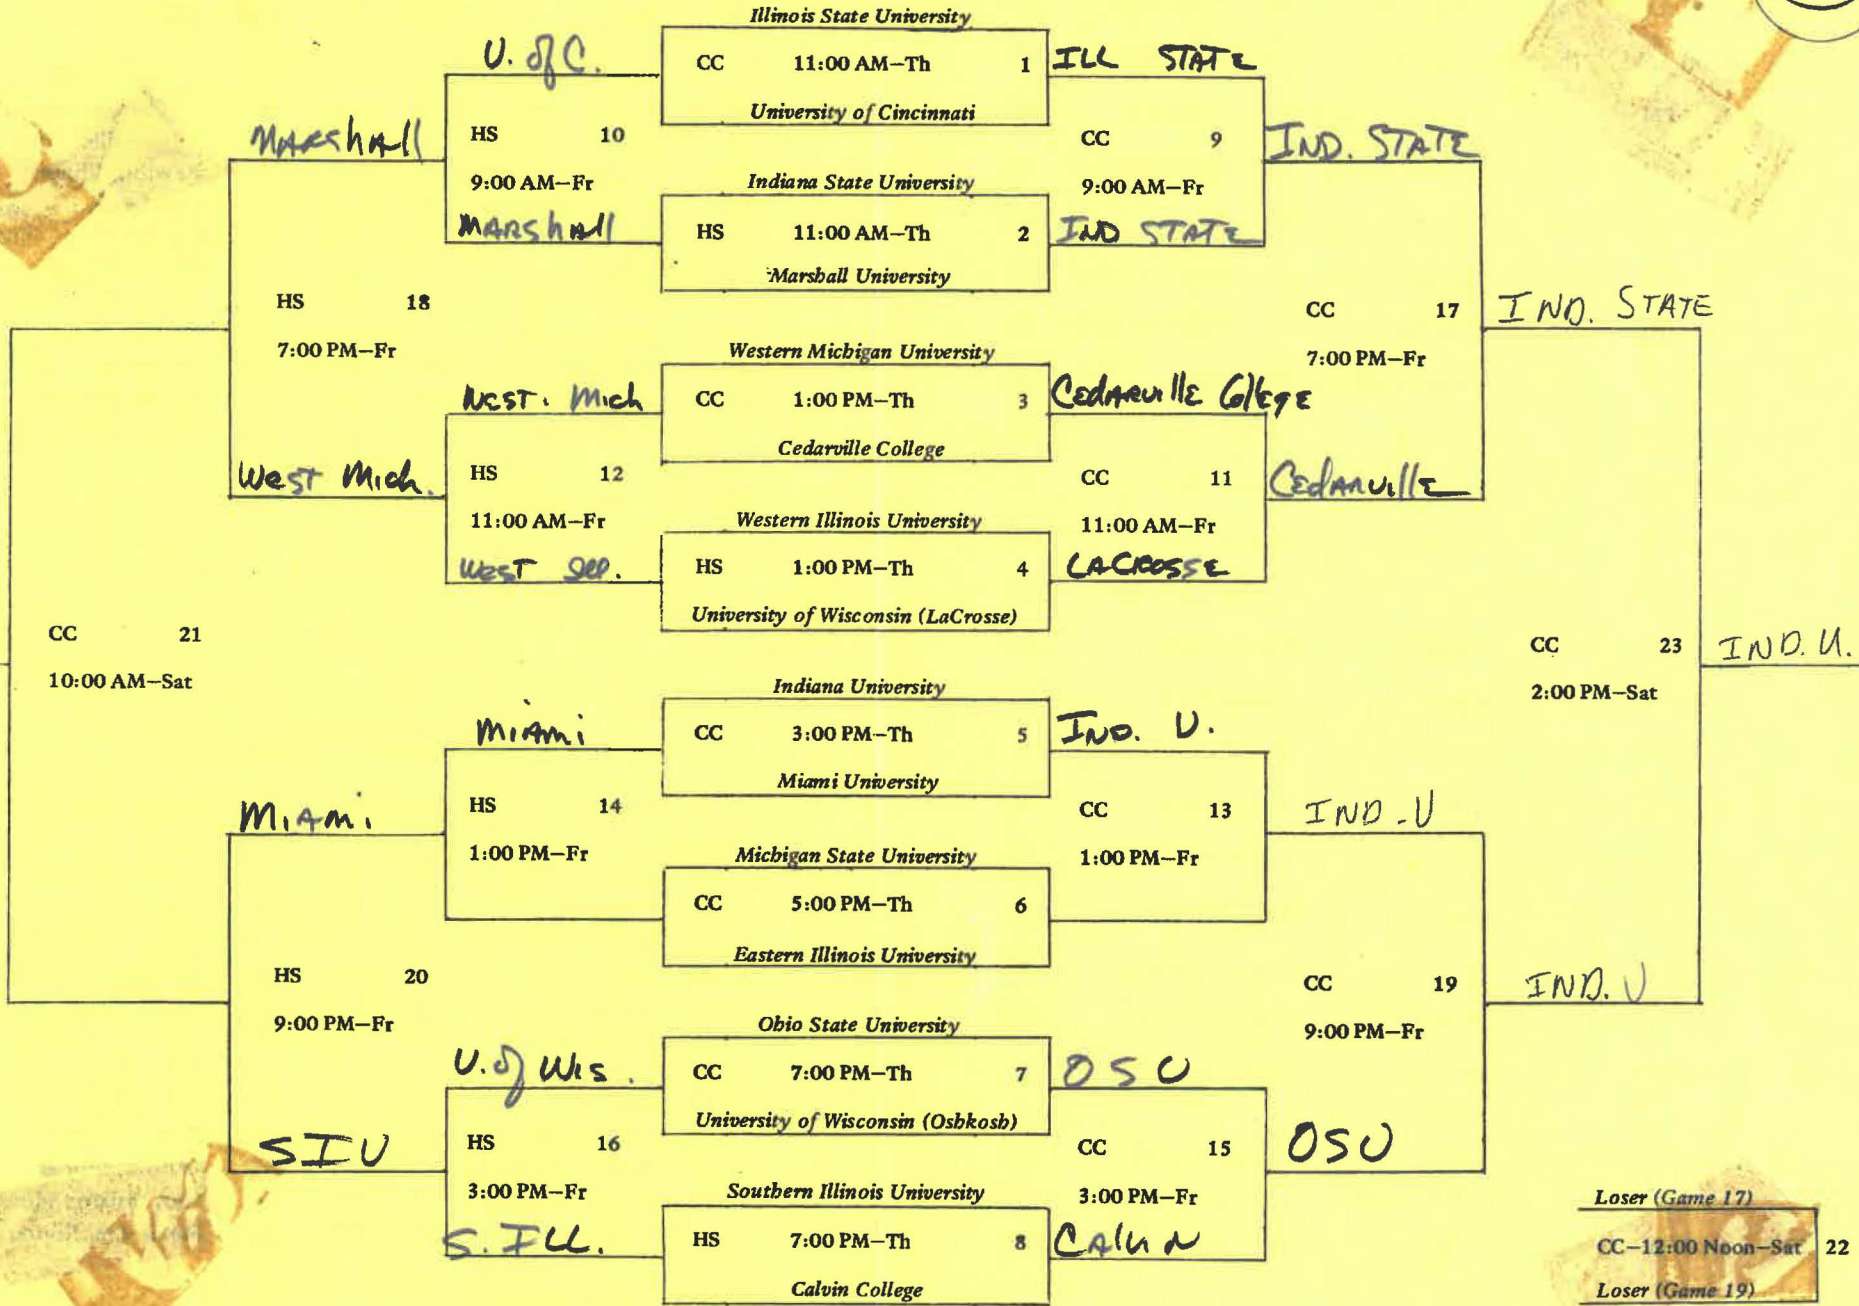 Illinois State University
U. of C.
CC 11:00 AM–Th 1
ILL STATE
University of Cincinnati
MARshAll
HS 10
9:00 AM–Fr
CC 9
9:00 AM–Fr
IND. STATE
Indiana State University
MARShAll
HS 11:00 AM–Th 2
IND STATE
Marshall University
HS 18
7:00 PM–Fr
CC 17
7:00 PM–Fr
IND. STATE
Western Michigan University
WEST. Mich
CC 1:00 PM–Th 3
CEdARvillE CollEgE
Cedarville College
West Mich.
HS 12
11:00 AM–Fr
CC 11
11:00 AM–Fr
CEdARvillE
Western Illinois University
WEST Ill.
HS 1:00 PM–Th 4
LACROSSE
University of Wisconsin (LaCrosse)
CC 21
10:00 AM–Sat
CC 23
2:00 PM–Sat
IND. U.
Indiana University
MiAmi
CC 3:00 PM–Th 5
IND. U.
Miami University
MiAmi
HS 14
1:00 PM–Fr
CC 13
1:00 PM–Fr
IND-U
Michigan State University
CC 5:00 PM–Th 6
Eastern Illinois University
HS 20
9:00 PM–Fr
CC 19
9:00 PM–Fr
IND. U
Ohio State University
U. of Wis.
CC 7:00 PM–Th 7
OSU
University of Wisconsin (Oshkosh)
SIU
HS 16
3:00 PM–Fr
CC 15
3:00 PM–Fr
OSU
Southern Illinois University
S. ILL.
HS 7:00 PM–Th 8
CAlviN
Calvin College
Loser (Game 17)
CC–12:00 Noon–Sat 22
Loser (Game 19)